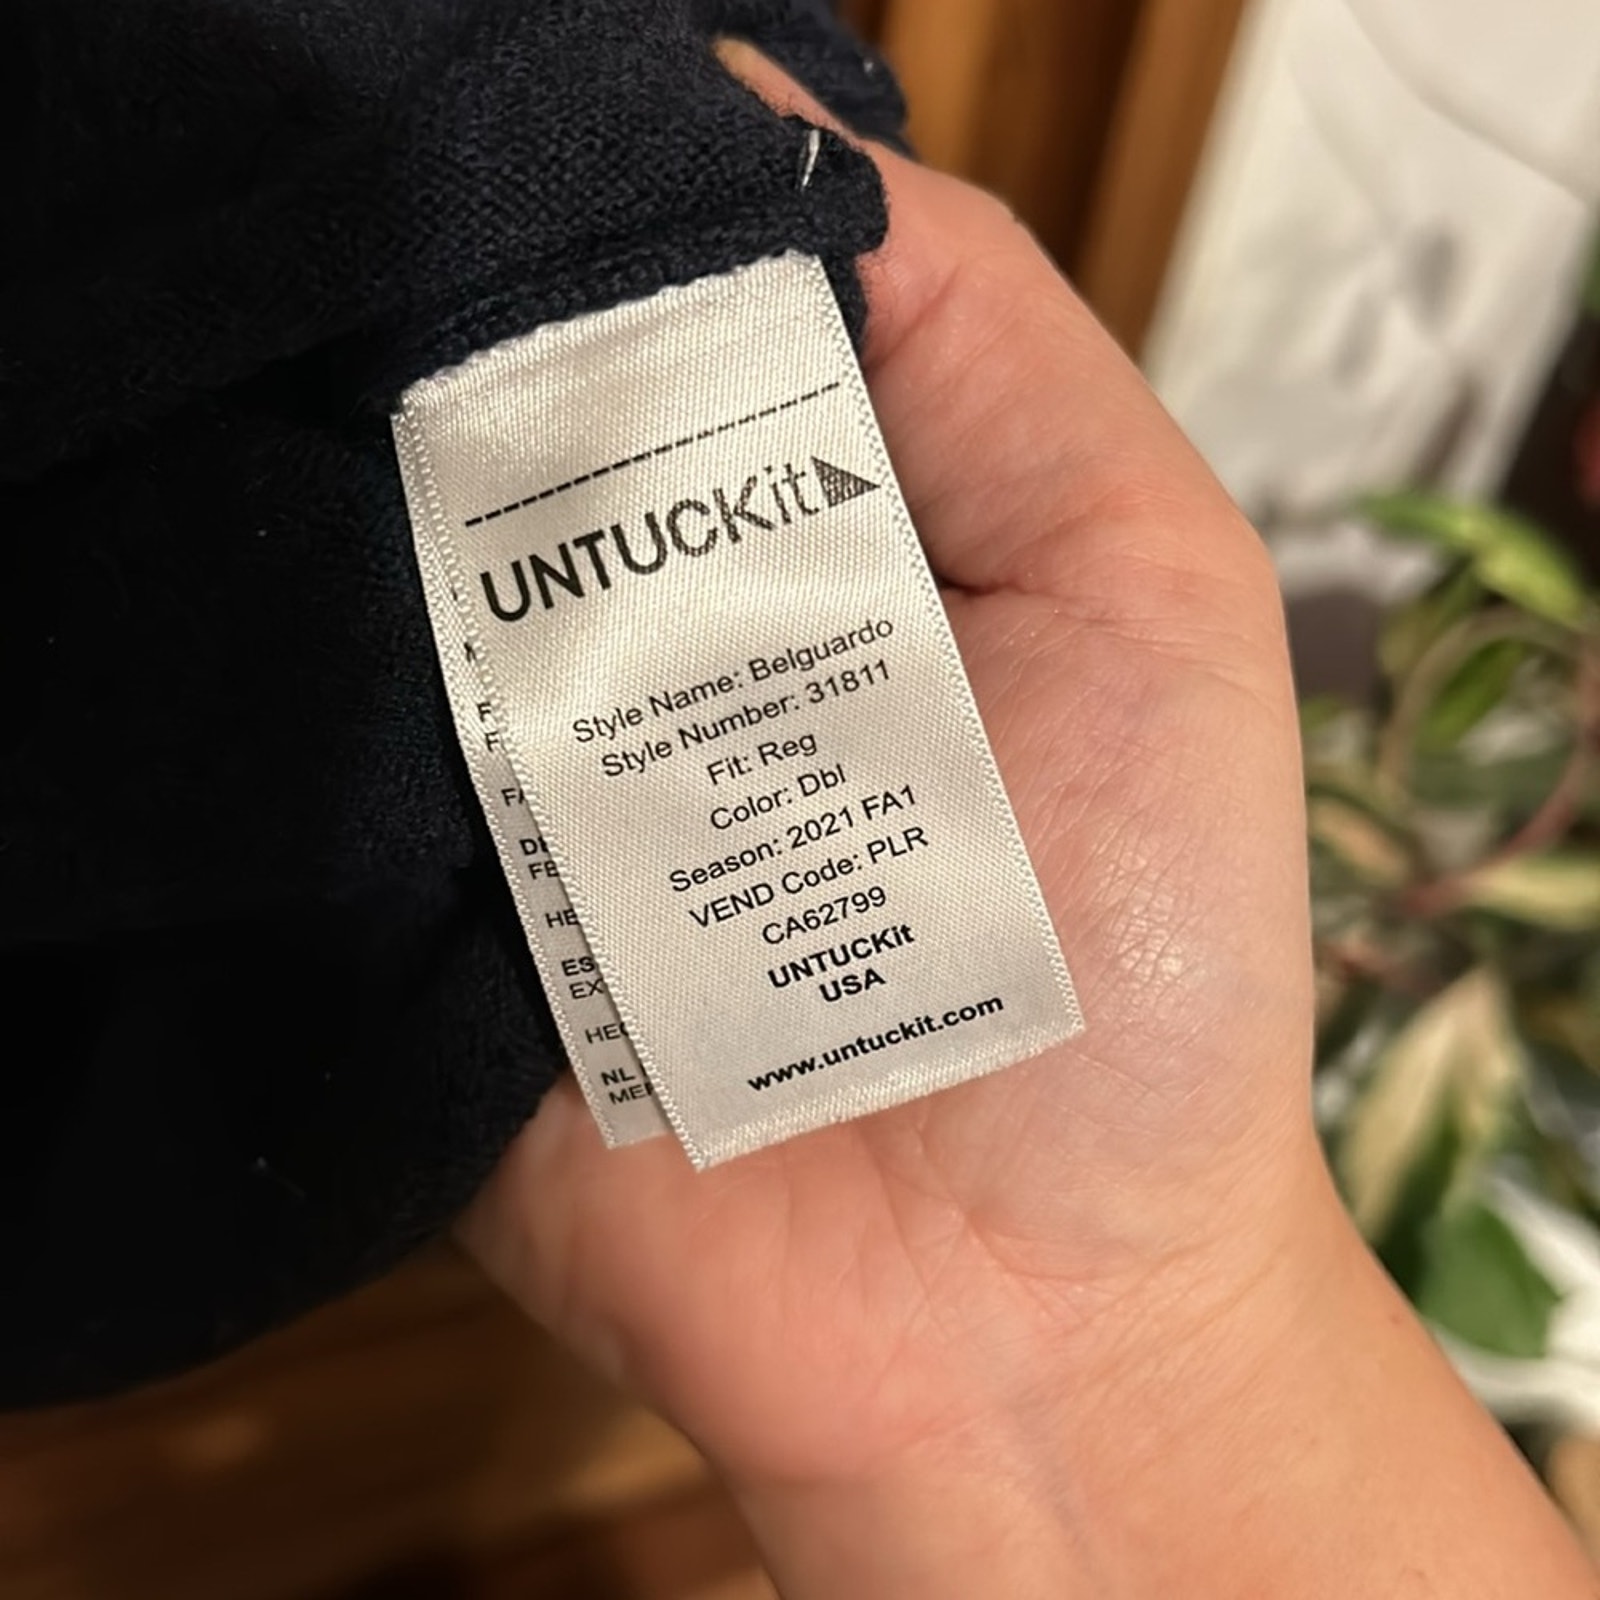 UNTUCKit
Style Name: Belguardo
Style Number: 31811
Fit: Reg
Color: Dbl
Season: 2021 FA1
VEND Code: PLR
CA62799
UNTUCKit
USA
www.untuckit.com
NL